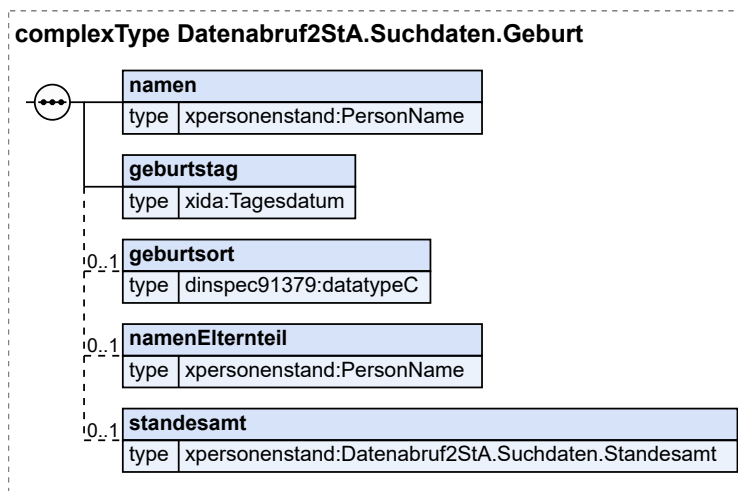 complexType Datenabruf2StA.Suchdaten.Geburt
namen
type xpersonenstand:PersonName
geburtstag
type xida:Tagesdatum
0..1 geburtsort
type dinspec91379:datatypeC
0..1 namenElternteil
type xpersonenstand:PersonName
0..1 standesamt
type xpersonenstand:Datenabruf2StA.Suchdaten.Standesamt